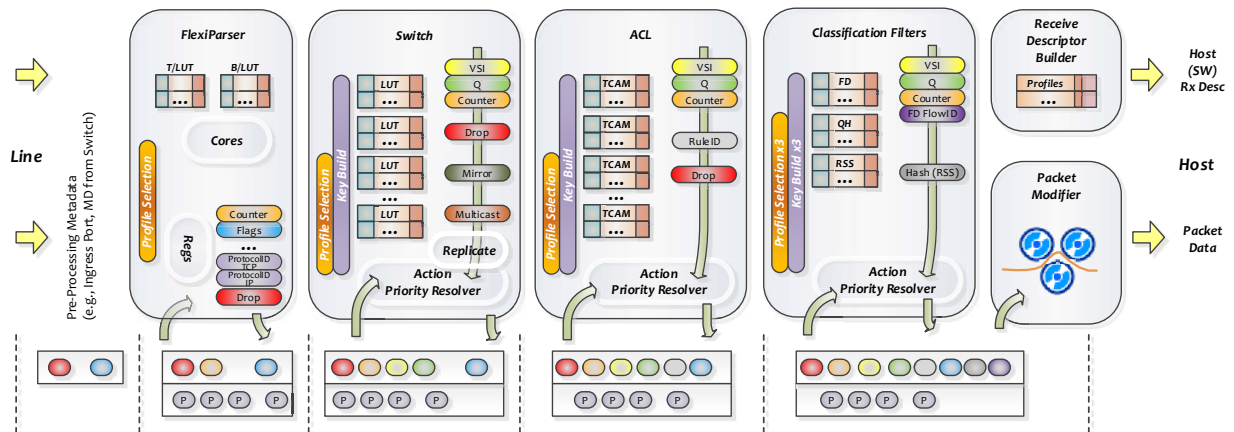 Line
Pre-Processing Metadata
(e.g., Ingress Port, MD from Switch)
FlexiParser
T/LUT
B/LUT
...
...
Cores
Profile Selection
Regs
Counter
Flags
...
ProtocolID
TCP
ProtocolID
IP
Drop
Switch
Profile Selection
Key Build
LUT
...
LUT
...
LUT
...
...
LUT
...
VSI
Q
Counter
Drop
Mirror
Multicast
Replicate
Action
Priority Resolver
ACL
Profile Selection
Key Build
TCAM
...
TCAM
...
TCAM
...
...
TCAM
...
VSI
Q
Counter
RuleID
Drop
Action
Priority Resolver
Classification Filters
Profile Selection x3
Key Build x3
FD
...
QH
...
RSS
...
VSI
Q
Counter
FD FlowID
Hash (RSS)
Action
Priority Resolver
Receive
Descriptor
Builder
Profiles
...
Packet
Modifier
Host
(SW)
Rx Desc
Host
Packet
Data
P P P P
P P P P
P P P P
P P P P